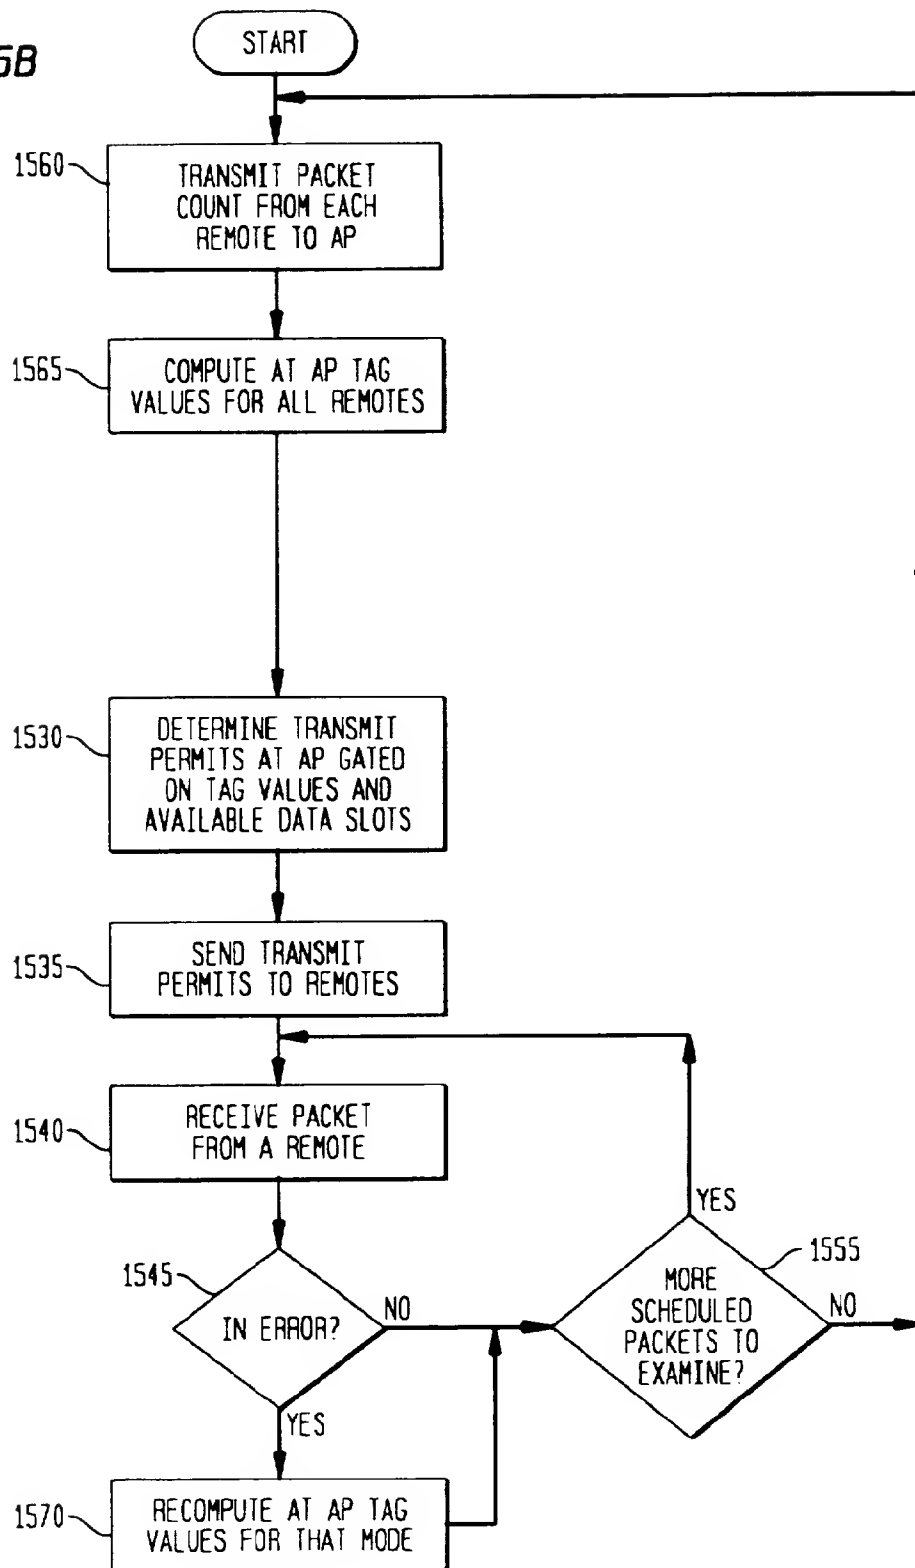 5B
START
1560
TRANSMIT PACKET
COUNT FROM EACH
REMOTE TO AP
1565
COMPUTE AT AP TAG
VALUES FOR ALL REMOTES
1530
DETERMINE TRANSMIT
PERMITS AT AP GATED
ON TAG VALUES AND
AVAILABLE DATA SLOTS
1535
SEND TRANSMIT
PERMITS TO REMOTES
1540
RECEIVE PACKET
FROM A REMOTE
1545
IN ERROR?
NO
YES
1555
MORE
SCHEDULED
PACKETS TO
EXAMINE?
YES
NO
1570
RECOMPUTE AT AP TAG
VALUES FOR THAT MODE